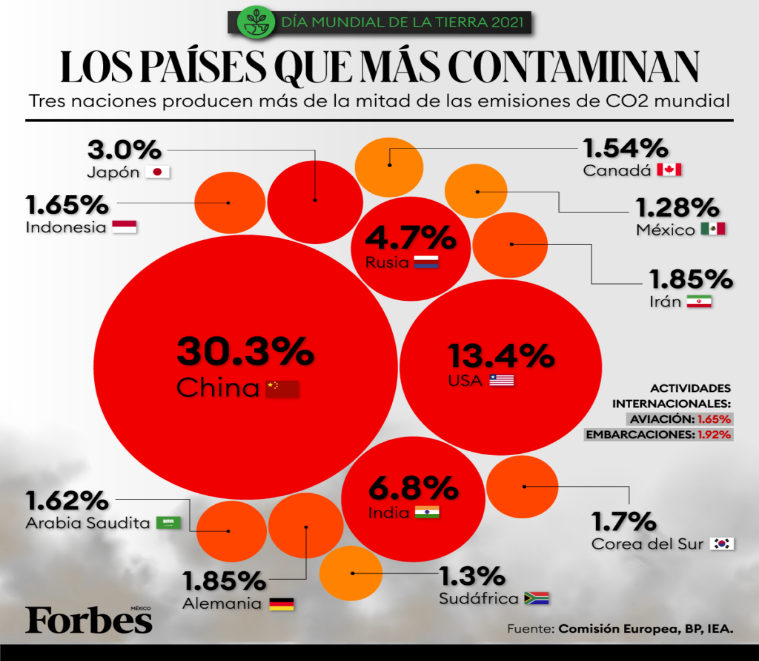 DÍA MUNDIAL DE LA TIERRA 2021
LOS PAÍSES QUE MÁS CONTAMINAN
Tres naciones producen más de la mitad de las emisiones de CO2 mundial
3.0%
Japón
1.54%
Canadá
1.65%
Indonesia
1.28%
México
4.7%
Rusia
1.85%
Irán
30.3%
China
13.4%
USA
ACTIVIDADES
INTERNACIONALES:
AVIACIÓN: 1.65%
EMBARCACIONES: 1.92%
6.8%
India
1.62%
Arabia Saudita
1.7%
Corea del Sur
1.85%
Alemania
1.3%
Sudáfrica
Forbes
MÉXICO
Fuente: Comisión Europea, BP, IEA.